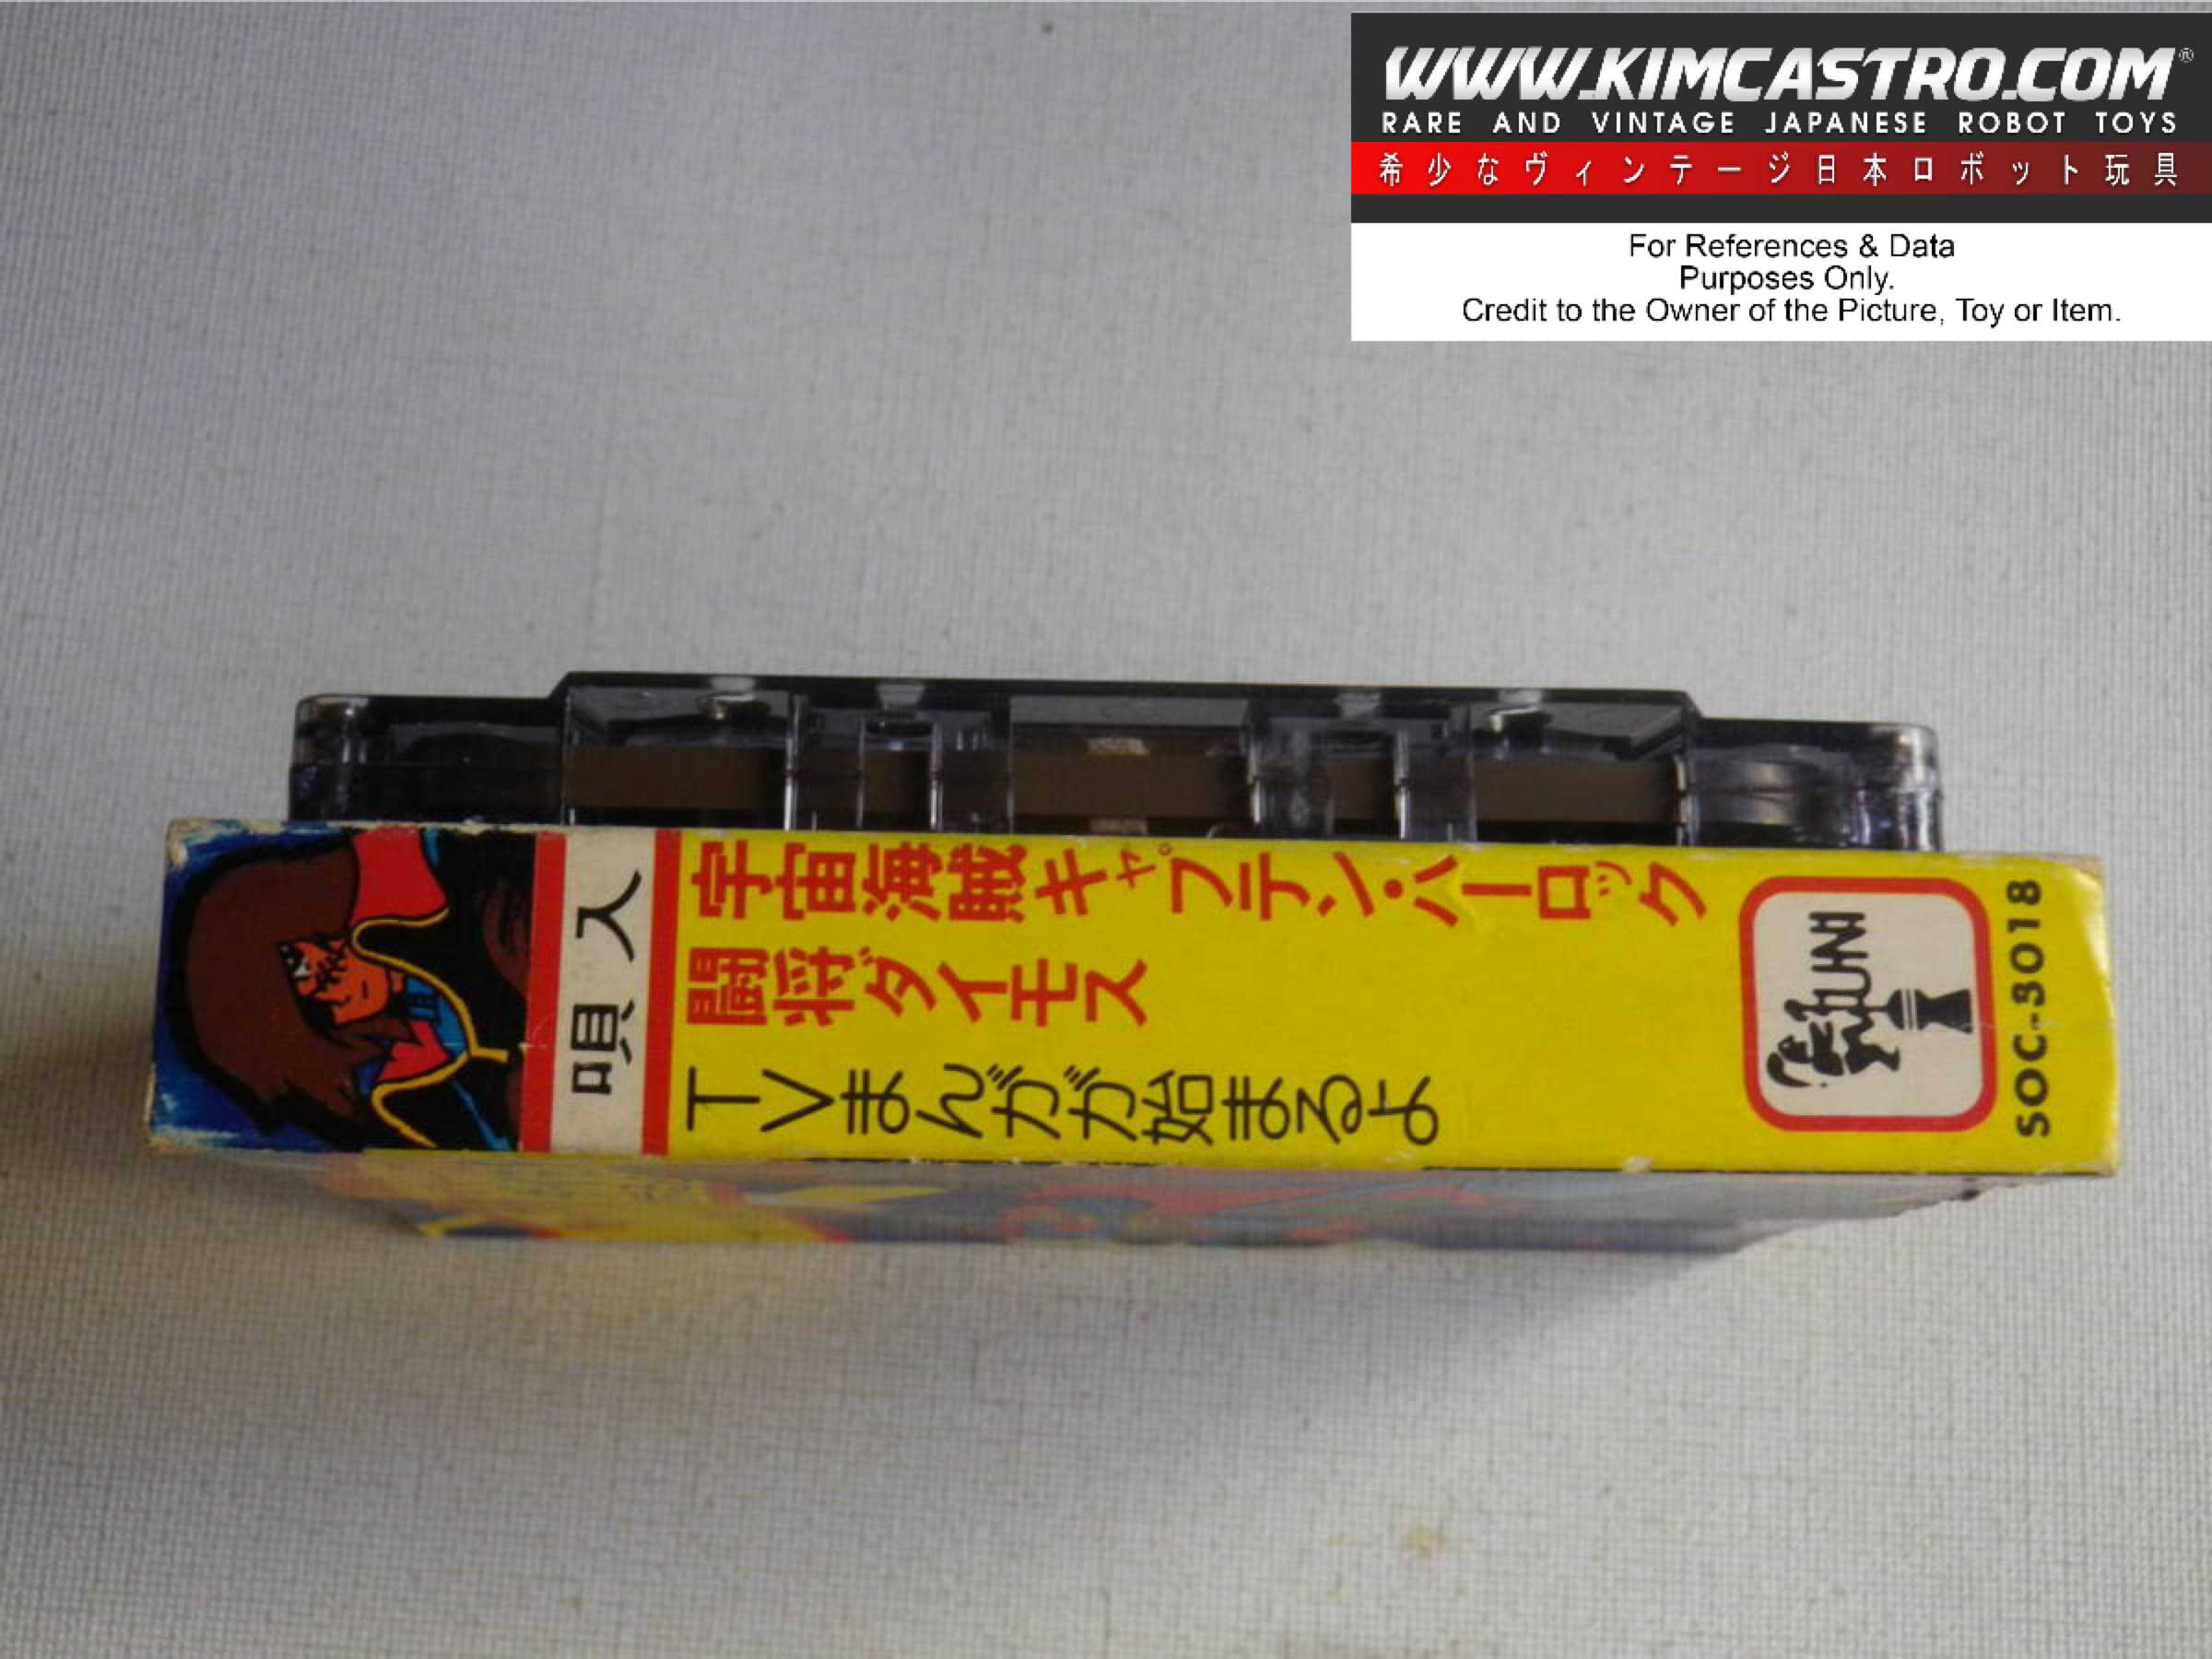 WWW.KIMCASTRO.COM®
RARE AND VINTAGE JAPANESE ROBOT TOYS
希少なヴィンテージ日本ロボット玩具
For References & Data
Purposes Only.
Credit to the Owner of the Picture, Toy or Item.
唄入
宇宙海賊キャプテン・ハーロック
闘将ダイモス
TVまんがが始まるよ
SOC-3018